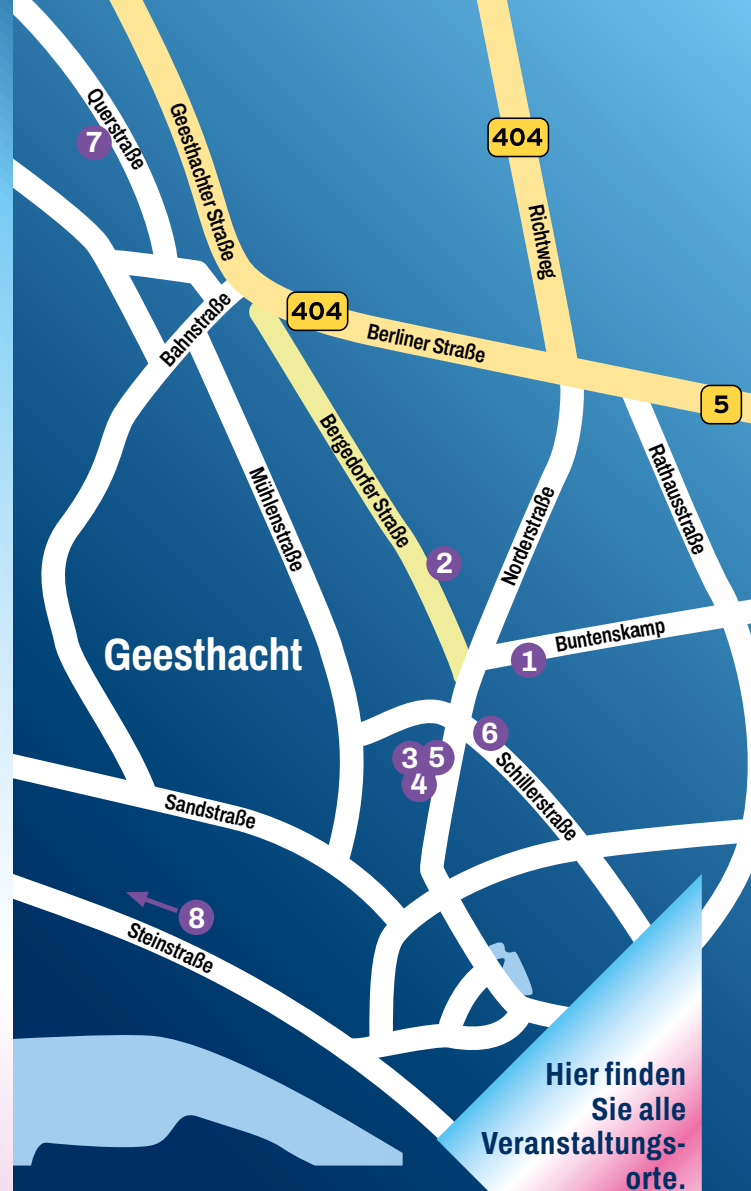 Querstraße
7
Geesthachter Straße
404
Richtweg
404
Berliner Straße
5
Bahnstraße
Bergedorfer Straße
Rathausstraße
Mühlenstraße
Norderstraße
2
Buntenskamp
1
Geesthacht
6
3
5
4
Schillerstraße
Sandstraße
8
Steinstraße
Hier finden
Sie alle
Veranstaltungs-
orte.